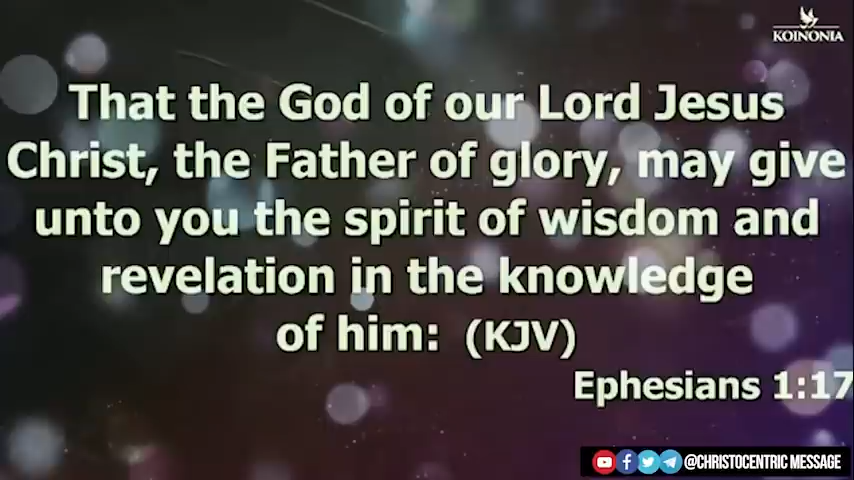 KOINONIA
That the God of our Lord Jesus
Christ, the Father of glory, may give
unto you the spirit of wisdom and
revelation in the knowledge
of him: (KJV)
Ephesians 1:17
@CHRISTOCENTRIC MESSAGE